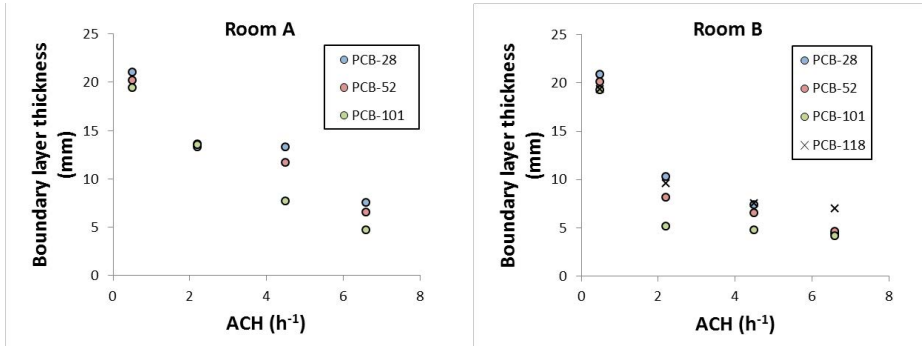 Room A
Boundary layer thickness
(mm)
25
20
15
10
5
0
0 2 4 6 8
ACH (h⁻¹)
PCB-28
PCB-52
PCB-101
Room B
Boundary layer thickness
(mm)
25
20
15
10
5
0
0 2 4 6 8
ACH (h⁻¹)
PCB-28
PCB-52
PCB-101
PCB-118